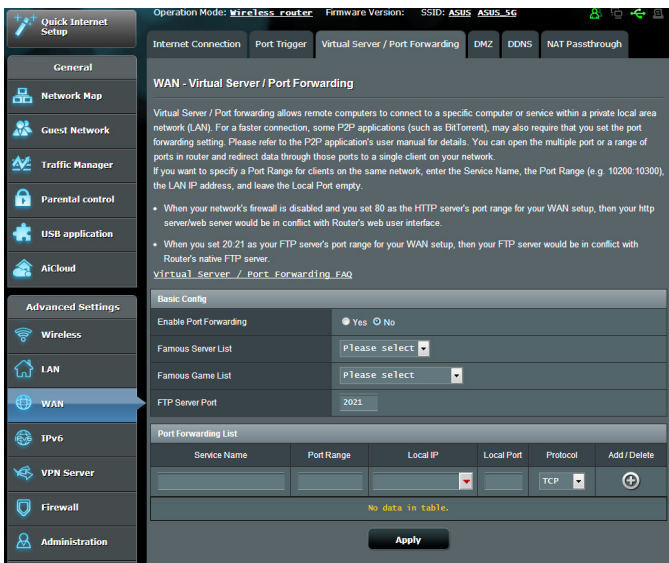 Quick Internet
Setup
General
Network Map
Guest Network
Traffic Manager
Parental control
USB application
AiCloud
Advanced Settings
Wireless
LAN
WAN
IPv6
VPN Server
Firewall
Administration
Operation Mode: Wireless router Firmware Version: SSID: ASUS ASUS_5G
Internet Connection Port Trigger Virtual Server / Port Forwarding DMZ DDNS NAT Passthrough
WAN - Virtual Server / Port Forwarding
Virtual Server / Port forwarding allows remote computers to connect to a specific computer or service within a private local area
network (LAN). For a faster connection, some P2P applications (such as BitTorrent), may also require that you set the port
forwarding setting. Please refer to the P2P application's user manual for details. You can open the multiple port or a range of
ports in router and redirect data through those ports to a single client on your network.
If you want to specify a Port Range for clients on the same network, enter the Service Name, the Port Range (e.g. 10200:10300),
the LAN IP address, and leave the Local Port empty.
• When your network's firewall is disabled and you set 80 as the HTTP server's port range for your WAN setup, then your http
server/web server would be in conflict with Router's web user interface.
• When you set 20:21 as your FTP server's port range for your WAN setup, then your FTP server would be in conflict with
Router's native FTP server.
Virtual Server / Port Forwarding FAQ
Basic Config
Enable Port Forwarding Yes No
Famous Server List Please select
Famous Game List Please select
FTP Server Port 2021
Port Forwarding List
Service Name Port Range Local IP Local Port Protocol Add / Delete
TCP
No data in table.
Apply